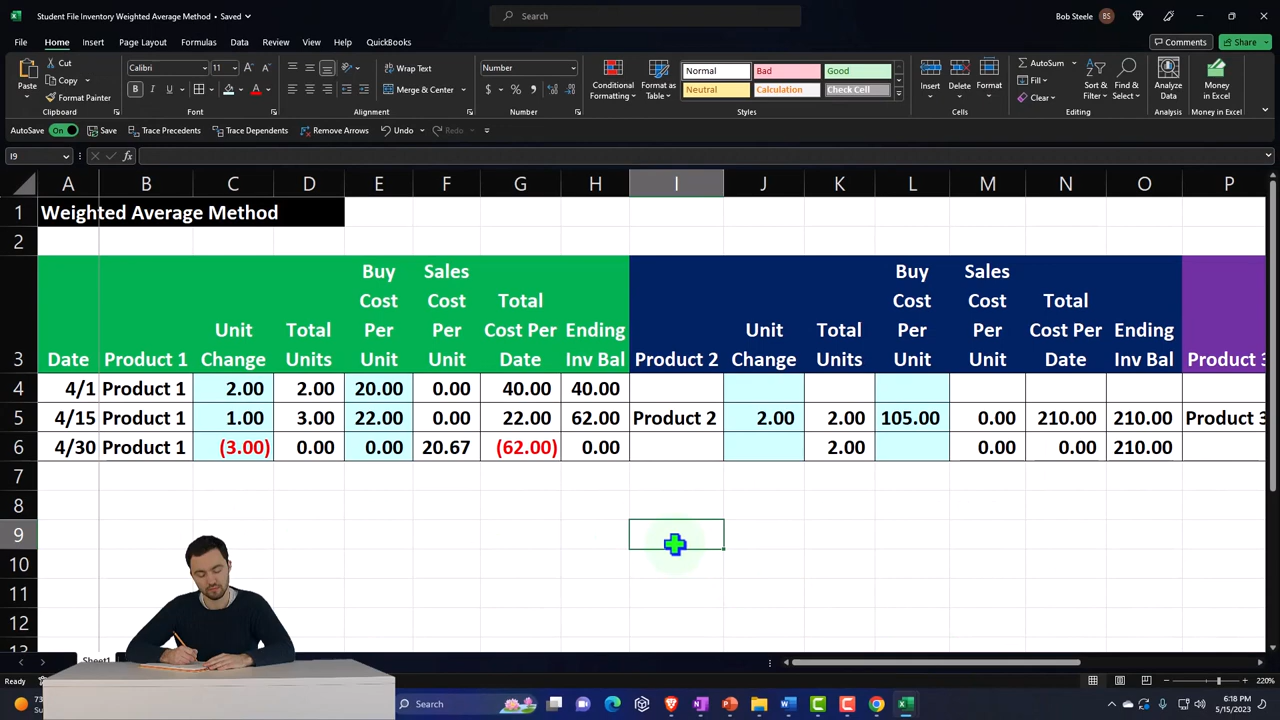 Student File Inventory Weighted Average Method • Saved
Search
Bob Steele BS
File Home Insert Page Layout Formulas Data Review View Help QuickBooks
Comments Share
Paste Cut Copy Format Painter
Clipboard
Calibri 11
B I U
Font
Wrap Text
Merge & Center
Alignment
Number
$ % 9
Number
Conditional Formatting Format as Table
Normal Bad Good
Neutral Calculation Check Cell
Styles
Insert Delete Format
Cells
AutoSum Fill Clear
Sort & Filter Find & Select
Editing
Analyze Data
Analysis
Money in Excel
Money in Excel
AutoSave On Save Trace Precedents Trace Dependents Remove Arrows Undo Redo
I9 fx
A B C D E F G H I J K L M N O P
1 Weighted Average Method
2
3 Date Product 1 Unit Change Total Units Buy Cost Per Unit Sales Cost Per Unit Total Cost Per Date Ending Inv Bal Product 2 Unit Change Total Units Buy Cost Per Unit Sales Cost Per Unit Total Cost Per Date Ending Inv Bal Product 3
4 4/1 Product 1 2.00 2.00 20.00 0.00 40.00 40.00
5 4/15 Product 1 1.00 3.00 22.00 0.00 22.00 62.00 Product 2 2.00 2.00 105.00 0.00 210.00 210.00 Product 3
6 4/30 Product 1 (3.00) 0.00 0.00 20.67 (62.00) 0.00 2.00 0.00 0.00 210.00
7
8
9
10
11
12
13
Sheet1
Ready
220%
Search
6:18 PM
5/15/2023